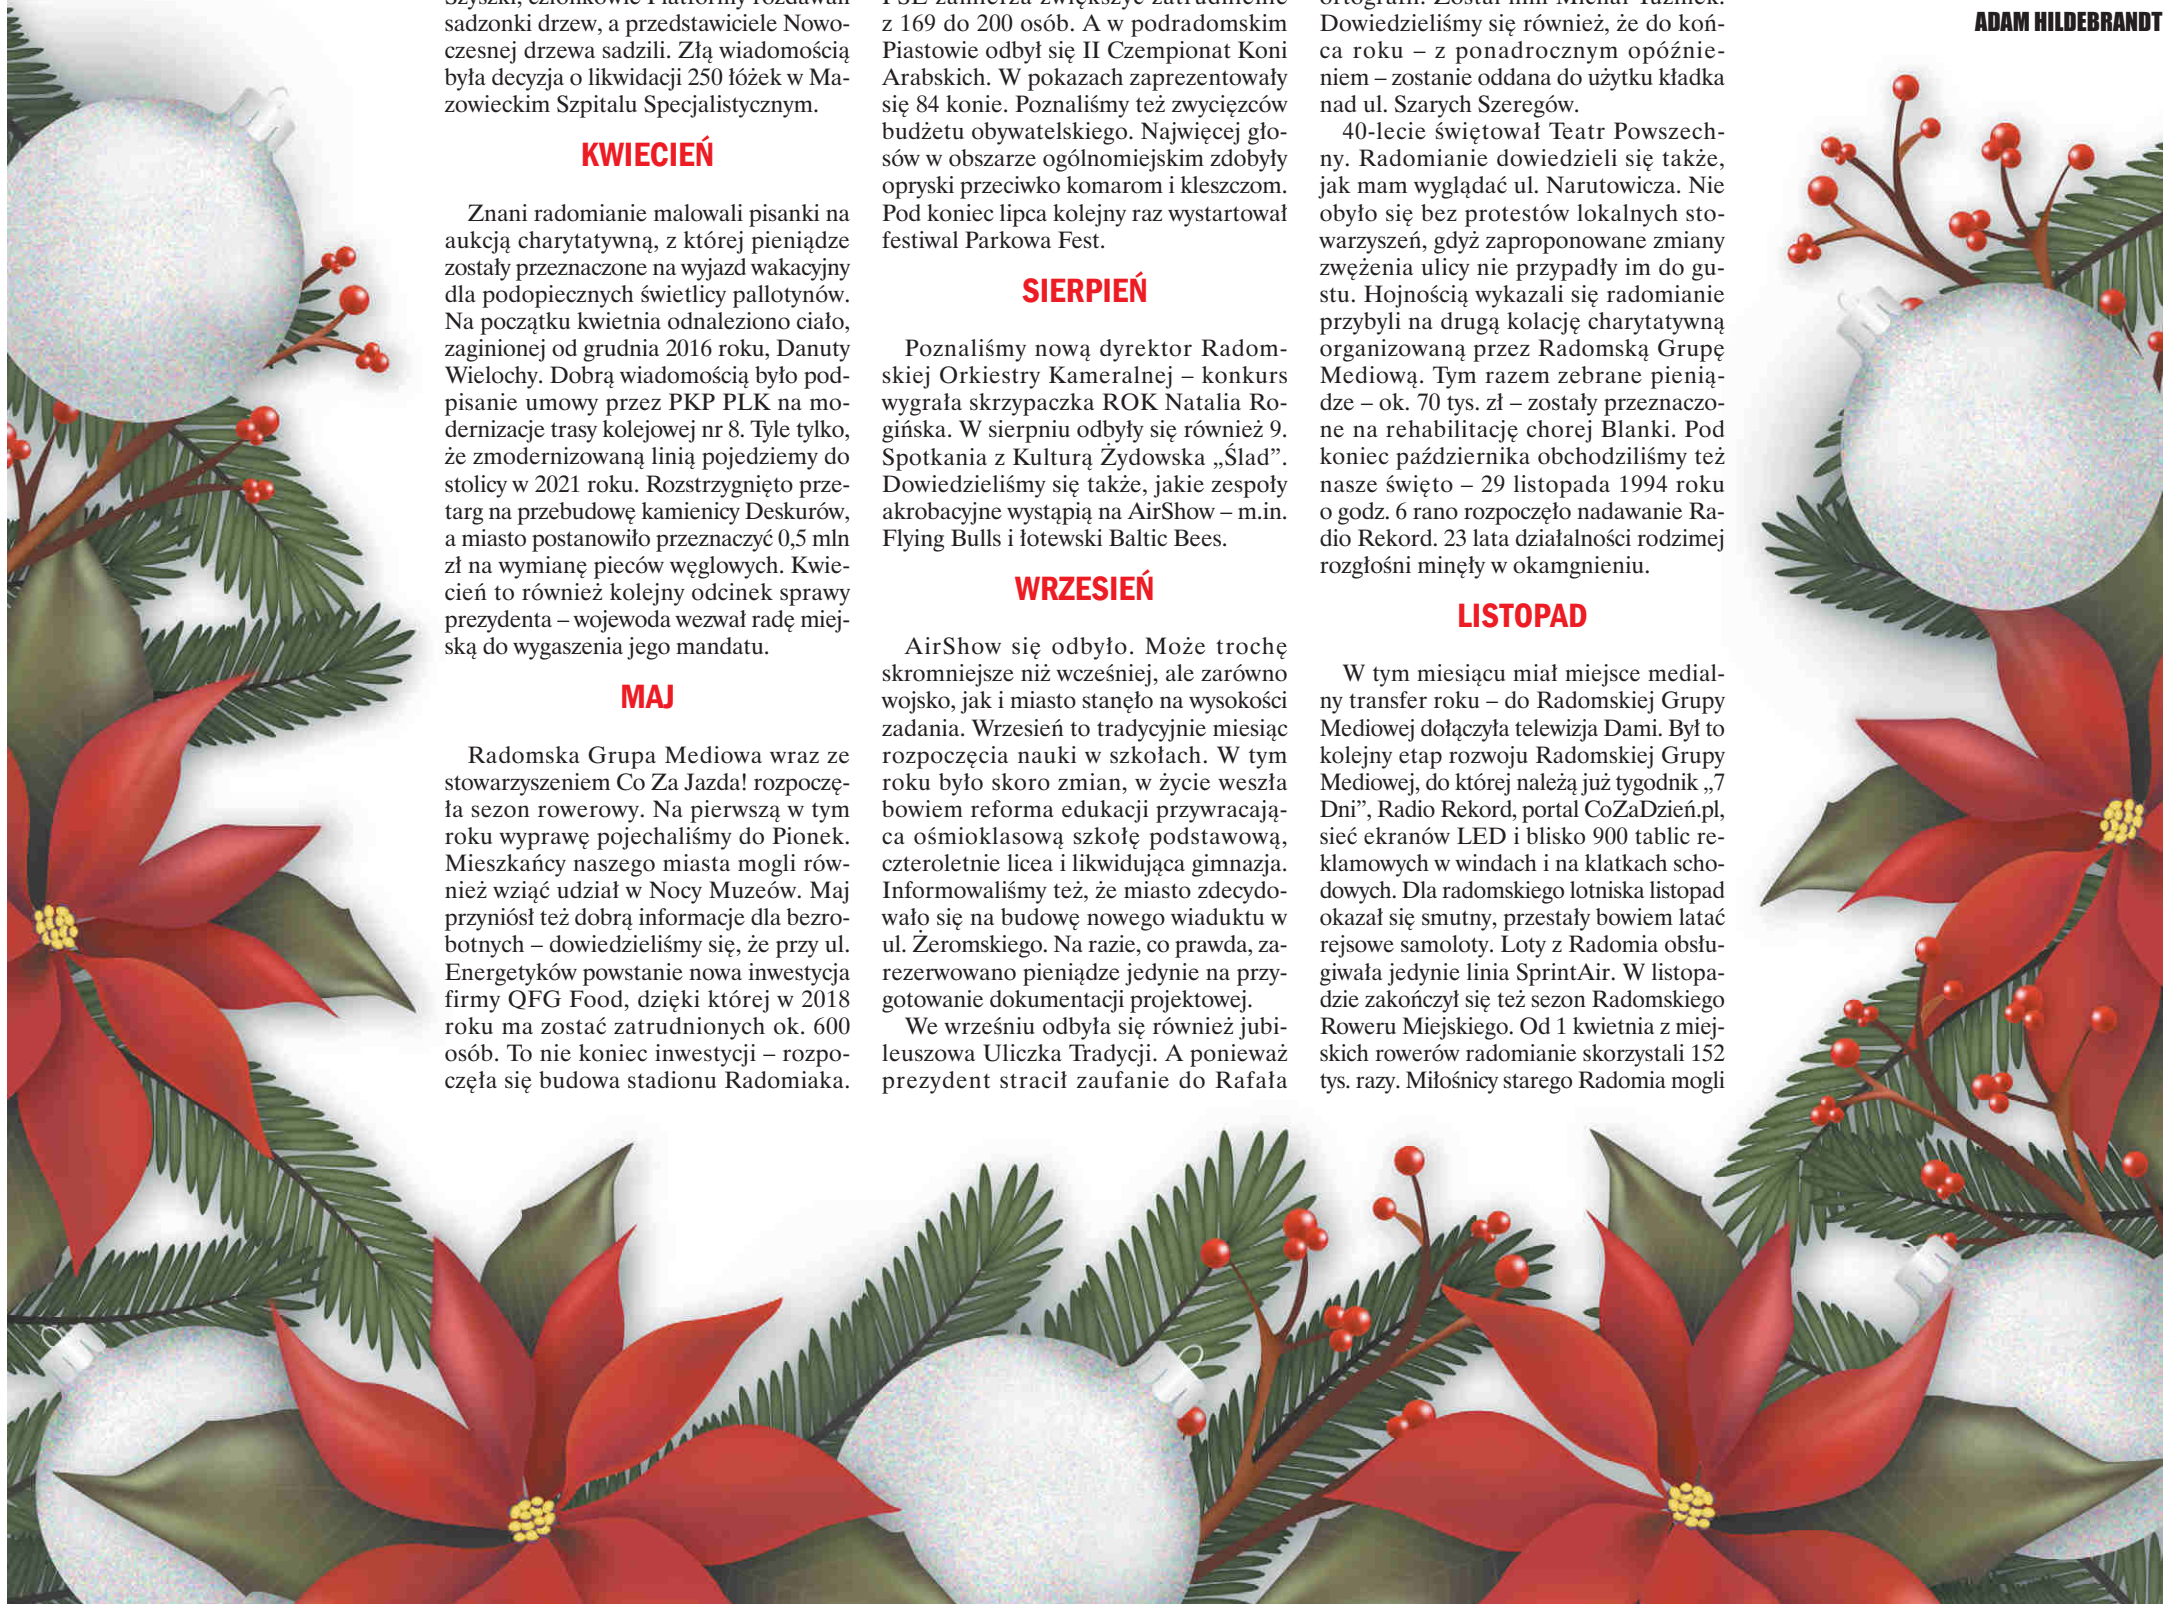 Szyszki, członkowie Platformy rozdawali
sadzonki drzew, a przedstawiciele Nowo-
czesnej drzewa sadzili. Złą wiadomością
była decyzja o likwidacji 250 łóżek w Ma-
zowieckim Szpitalu Specjalistycznym.
KWIECIEŃ
Znani radomianie malowali pisanki na
aukcją charytatywną, z której pieniądze
zostały przeznaczone na wyjazd wakacyjny
dla podopiecznych świetlicy pallotynów.
Na początku kwietnia odnaleziono ciało,
zaginionej od grudnia 2016 roku, Danuty
Wielochy. Dobrą wiadomością było pod-
pisanie umowy przez PKP PLK na mo-
dernizacje trasy kolejowej nr 8. Tyle tylko,
że zmodernizowaną linią pojedziemy do
stolicy w 2021 roku. Rozstrzygnięto prze-
targ na przebudowę kamienicy Deskurów,
a miasto postanowiło przeznaczyć 0,5 mln
zł na wymianę pieców węglowych. Kwie-
cień to również kolejny odcinek sprawy
prezydenta – wojewoda wezwał radę miej-
ską do wygaszenia jego mandatu.
MAJ
Radomska Grupa Mediowa wraz ze
stowarzyszeniem Co Za Jazda! rozpoczę-
ła sezon rowerowy. Na pierwszą w tym
roku wyprawę pojechaliśmy do Pionek.
Mieszkańcy naszego miasta mogli rów-
nież wziąć udział w Nocy Muzeów. Maj
przyniósł też dobrą informacje dla bezro-
botnych – dowiedzieliśmy się, że przy ul.
Energetyków powstanie nowa inwestycja
firmy QFG Food, dzięki której w 2018
roku ma zostać zatrudnionych ok. 600
osób. To nie koniec inwestycji – rozpo-
częła się budowa stadionu Radomiaka.
PSE zamierza zwiększyć zatrudnienie
z 169 do 200 osób. A w podradomskim
Piastowie odbył się II Czempionat Koni
Arabskich. W pokazach zaprezentowały
się 84 konie. Poznaliśmy też zwycięzców
budżetu obywatelskiego. Najwięcej gło-
sów w obszarze ogólnomiejskim zdobyły
opryski przeciwko komarom i kleszczom.
Pod koniec lipca kolejny raz wystartował
festiwal Parkowa Fest.
SIERPIEŃ
Poznaliśmy nową dyrektor Radom-
skiej Orkiestry Kameralnej – konkurs
wygrała skrzypaczka ROK Natalia Ro-
gińska. W sierpniu odbyły się również 9.
Spotkania z Kulturą Żydowska „Ślad”.
Dowiedzieliśmy się także, jakie zespoły
akrobacyjne wystąpią na AirShow – m.in.
Flying Bulls i łotewski Baltic Bees.
WRZESIEŃ
AirShow się odbyło. Może trochę
skromniejsze niż wcześniej, ale zarówno
wojsko, jak i miasto stanęło na wysokości
zadania. Wrzesień to tradycyjnie miesiąc
rozpoczęcia nauki w szkołach. W tym
roku było skoro zmian, w życie weszła
bowiem reforma edukacji przywracają-
ca ośmioklasową szkołę podstawową,
czteroletnie licea i likwidująca gimnazja.
Informowaliśmy też, że miasto zdecydo-
wało się na budowę nowego wiaduktu w
ul. Żeromskiego. Na razie, co prawda, za-
rezerwowano pieniądze jedynie na przy-
gotowanie dokumentacji projektowej.
We wrześniu odbyła się również jubi-
leuszowa Uliczka Tradycji. A ponieważ
prezydent stracił zaufanie do Rafała
ortografii. Został nim Michał
Dowiedzieliśmy się również, że do koń-
ca roku – z ponadrocznym opóźnie-
niem – zostanie oddana do użytku kładka
nad ul. Szarych Szeregów.
40-lecie świętował Teatr Powszech-
ny. Radomianie dowiedzieli się także,
jak mam wyglądać ul. Narutowicza. Nie
obyło się bez protestów lokalnych sto-
warzyszeń, gdyż zaproponowane zmiany
zwężenia ulicy nie przypadły im do gu-
stu. Hojnością wykazali się radomianie
przybyli na drugą kolację charytatywną
organizowaną przez Radomską Grupę
Mediową. Tym razem zebrane pienią-
dze – ok. 70 tys. zł – zostały przeznaczo-
ne na rehabilitację chorej Blanki. Pod
koniec października obchodziliśmy też
nasze święto – 29 listopada 1994 roku
o godz. 6 rano rozpoczęło nadawanie Ra-
dio Rekord. 23 lata działalności rodzimej
rozgłośni minęły w okamgnieniu.
LISTOPAD
W tym miesiącu miał miejsce medial-
ny transfer roku – do Radomskiej Grupy
Mediowej dołączyła telewizja Dami. Był to
kolejny etap rozwoju Radomskiej Grupy
Mediowej, do której należą już tygodnik „7
Dni”, Radio Rekord, portal CoZaDzień.pl,
sieć ekranów LED i blisko 900 tablic re-
klamowych w windach i na klatkach scho-
dowych. Dla radomskiego lotniska listopad
okazał się smutny, przestały bowiem latać
rejsowe samoloty. Loty z Radomia obsłu-
giwała jedynie linia SprintAir. W listopa-
dzie zakończył się też sezon Radomskiego
Roweru Miejskiego. Od 1 kwietnia z miej-
skich rowerów radomianie skorzystali 152
tys. razy. Miłośnicy starego Radomia mogli
ADAM HILDEBRANDT